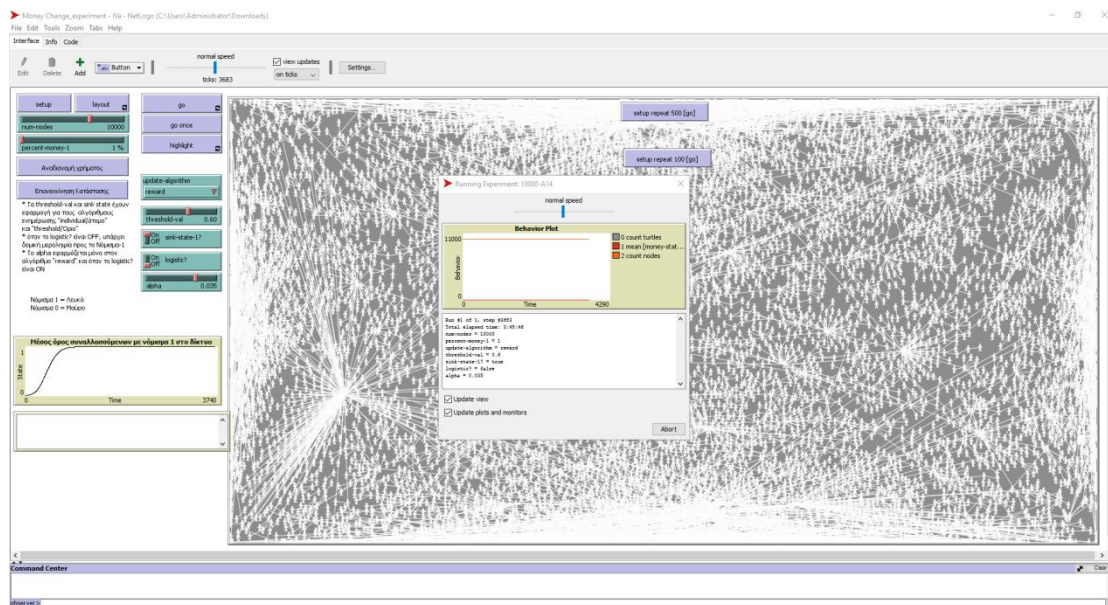 Money Change_experiment - IVa - NetLogo {C:\Users\Administrator\Downloads}
File Edit Tools Zoom Tabs Help
Interface Info Code
Edit Delete Add Button normal speed view updates Settings...
ticks: 3683 on ticks
setup layout go
num-nodes 10000 go once
percent-money-1 1 % highlight
Αναδιανομή χρήματος
Επανεκκίνηση Κατάστασης
update-algorithm
reward
* Το threshold-val και sink state έχουν
εφαρμογή για τους αλγόριθμους
ενημέρωσης "individual/άτομο"
και "threshold/Όριο"
* όταν το logistic? είναι OFF, υπάρχει
δομική μεροληψία προς το Νόμισμα-1
* Το alpha εφαρμόζεται μόνο στον
αλγόριθμο "reward" και όταν το logistic?
είναι ON
threshold-val 0.60
On
Off sink-state-1?
On
Off logistic?
alpha 0.035
Νόμισμα 1 = Λευκό
Νόμισμα 0 = Μαύρο
Μέσος όρος συναλλασσόμενων με νόμισμα 1 στο δίκτυο
1
State
0
0 Time 3740
setup repeat 500 [go]
setup repeat 100 [go]
Running Experiment: 10000-A14
normal speed
Behavior Plot
11000
Behavior
0
0 Time 4290
0 count turtles
1 mean [money-stat...
2 count nodes
Run #1 of 1, step #3683
Total elapsed time: 3:49:46
num-nodes = 10000
percent-money-1 = 1
update-algorithm = reward
threshold-val = 0.6
sink-state-1? = true
logistic? = false
alpha = 0.035
Update view
Update plots and monitors
Abort
Command Center Clear
observer>